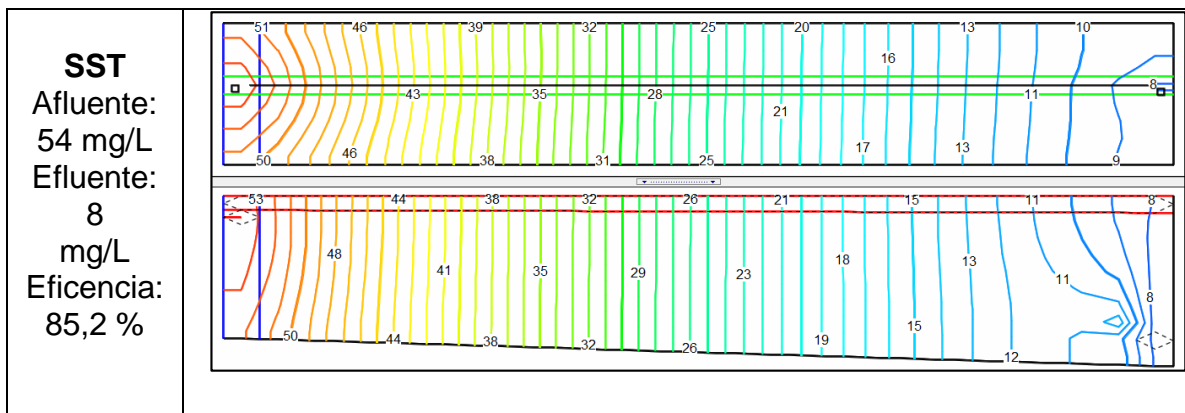 SST
Afluente:
54 mg/L
Efluente:
8
mg/L
Eficencia:
85,2 %
51 46 39 32 25 20 13 10
16
8
43 35 28 11
21
17 13
50 46 38 31 25 9
53 44 38 32 26 21 15 11 8
48 41 35 29 23 18 13 11 8
15
50 44 38 32 26 19 12